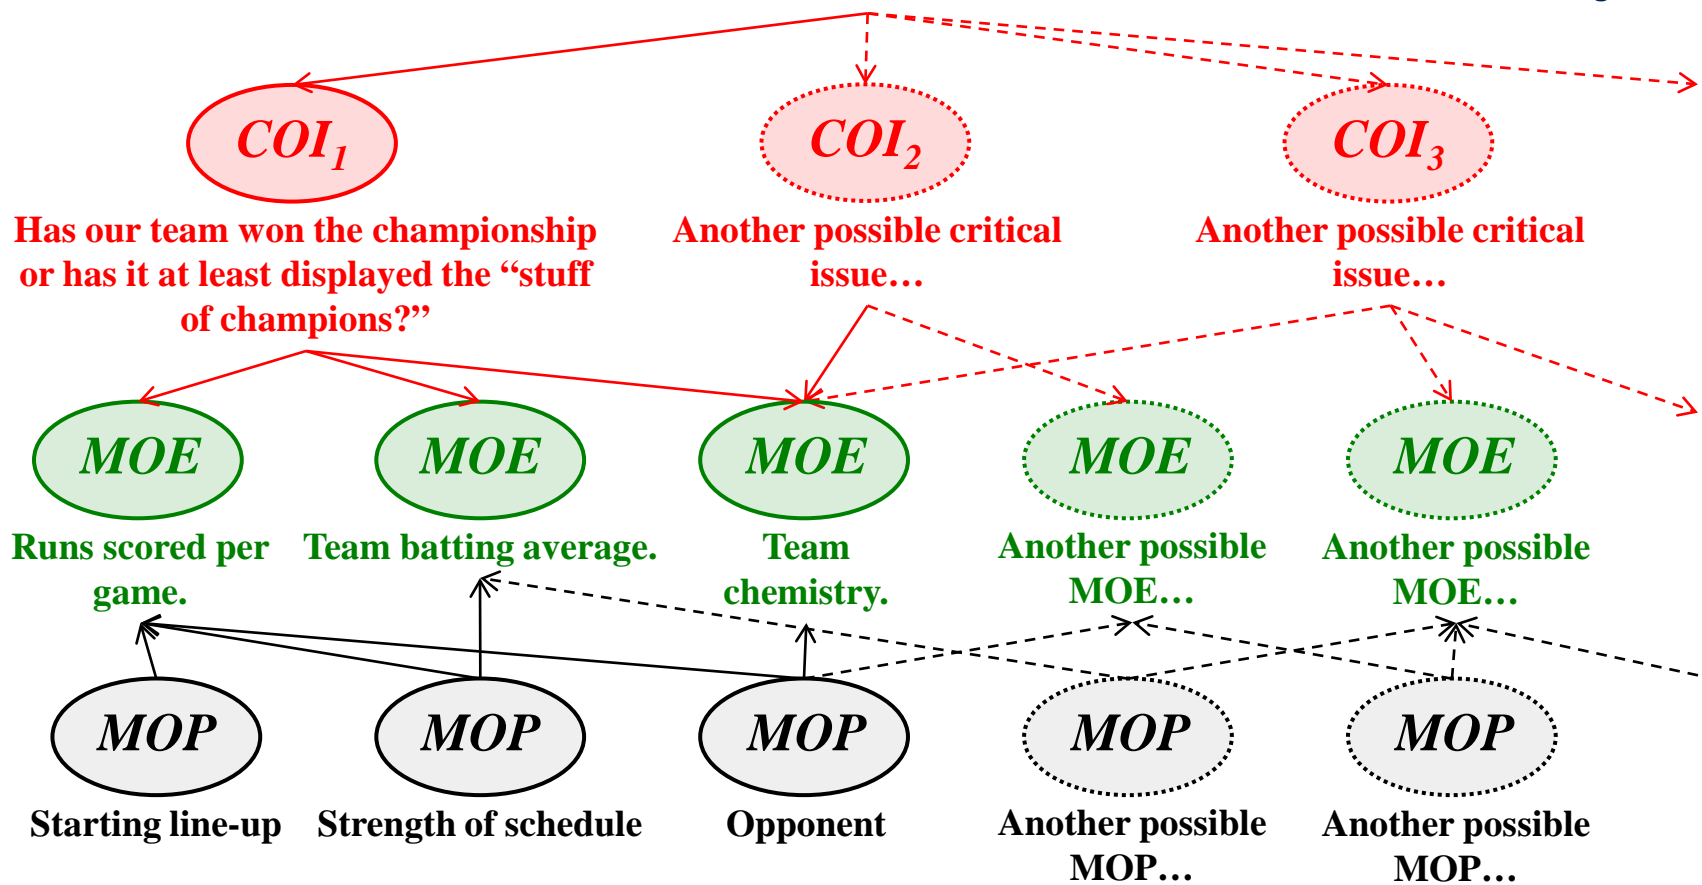 COI1
COI2
COI3
Has our team won the championship
or has it at least displayed the “stuff
of champions?”
Another possible critical
issue…
Another possible critical
issue…
MOE
MOE
MOE
MOE
MOE
Runs scored per
game.
Team batting average.
Team
chemistry.
Another possible
MOE…
Another possible
MOE…
MOP
MOP
MOP
MOP
MOP
Starting line-up
Strength of schedule
Opponent
Another possible
MOP…
Another possible
MOP…